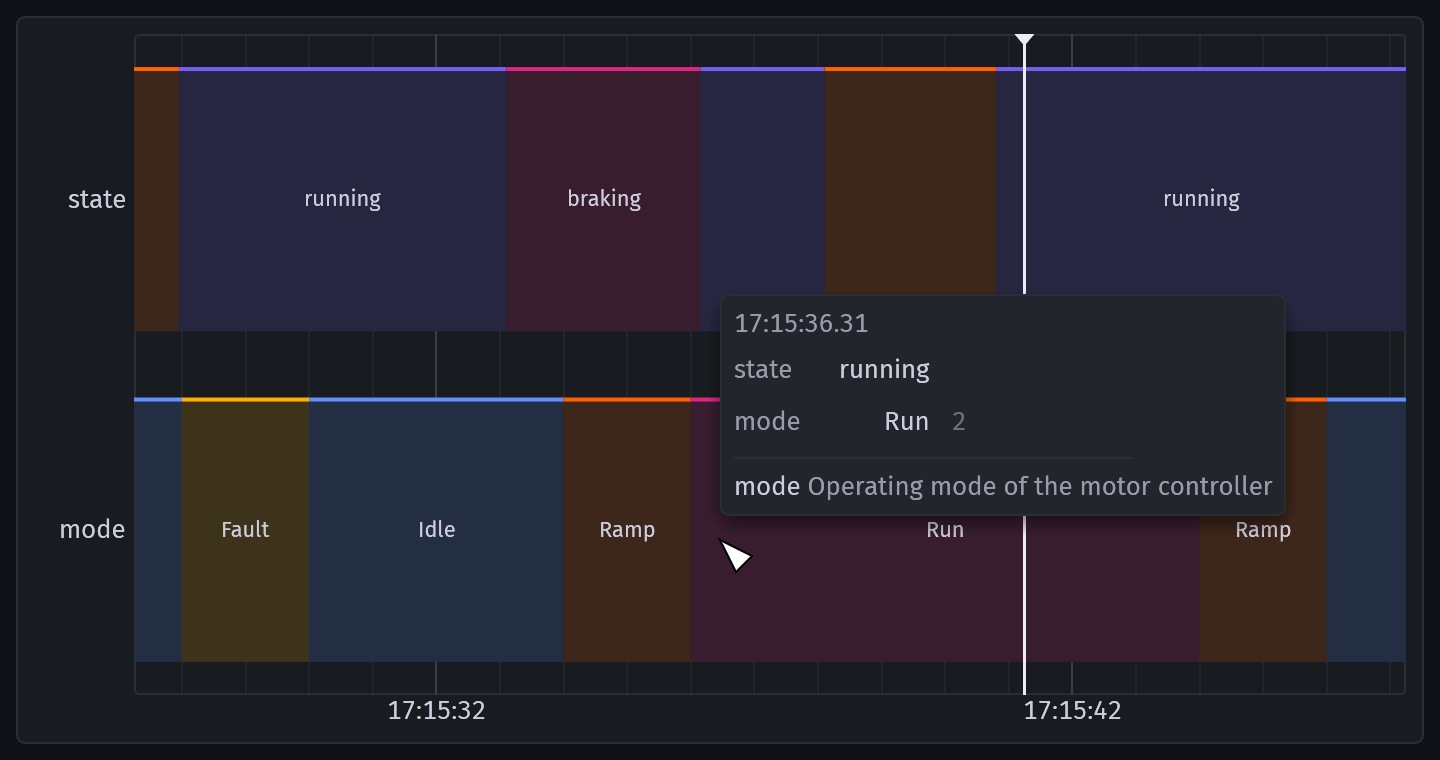 state
running
braking
running
17:15:36.31
state running
mode Run 2
mode Operating mode of the motor controller
mode
Fault
Idle
Ramp
Run
Ramp
17:15:32
17:15:42